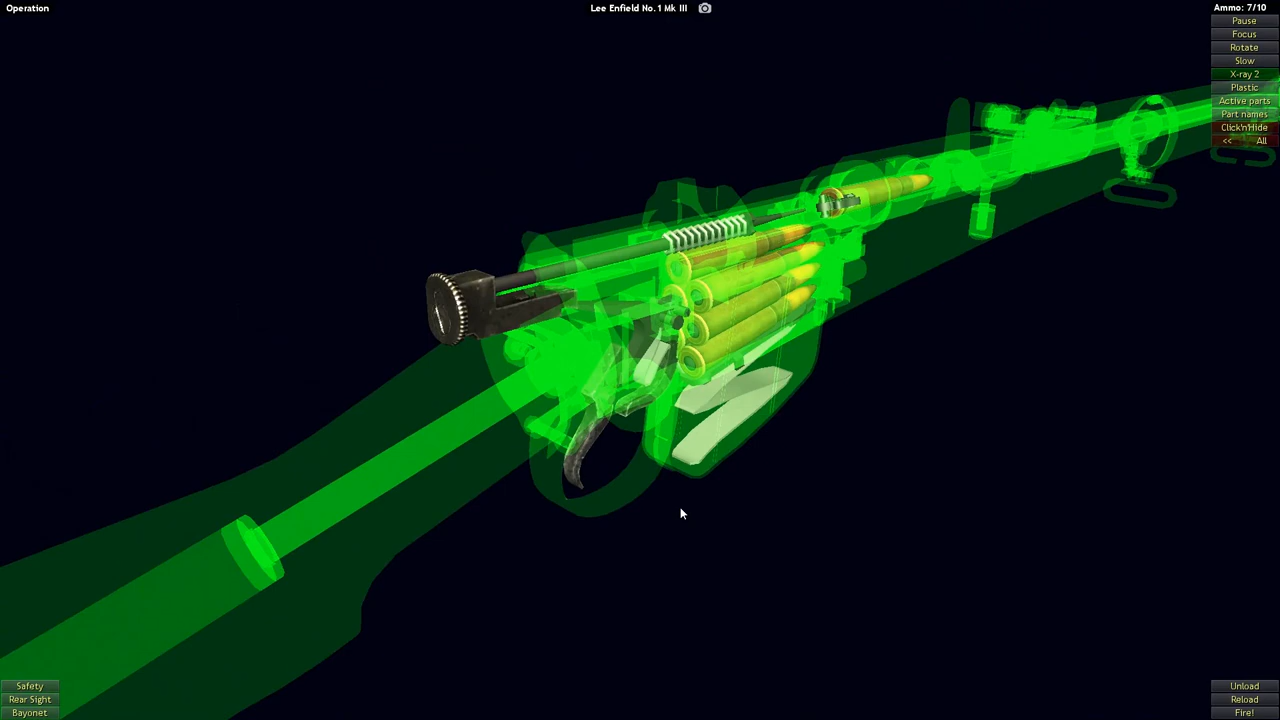 Operation
Lee Enfield No.1 Mk III
Ammo: 7/10
Pause
Focus
Rotate
Slow
X-ray 2
Plastic
Active parts
Part names
Click'n'Hide
<< All
Safety
Rear Sight
Bayonet
Unload
Reload
Fire!